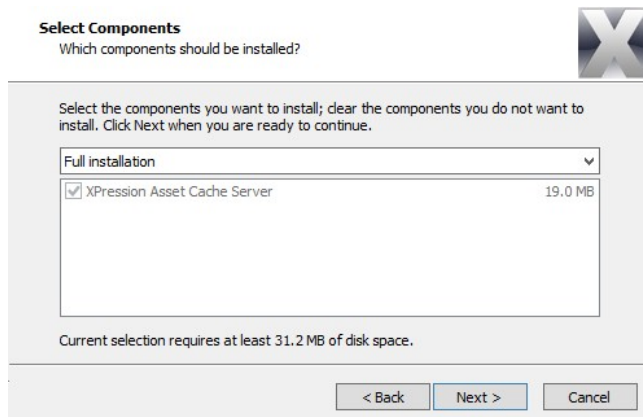 Select Components
Which components should be installed?
X
Select the components you want to install; clear the components you do not want to
install. Click Next when you are ready to continue.
Full installation
XPression Asset Cache Server 19.0 MB
Current selection requires at least 31.2 MB of disk space.
< Back Next > Cancel